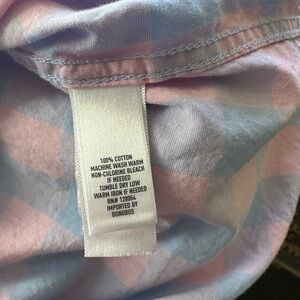 100% COTTON
MACHINE WASH WARM
NON-CHLORINE BLEACH
IF NEEDED
TUMBLE DRY LOW
WARM IRON IF NEEDED
RN# 128054
IMPORTED BY
BONOBOS